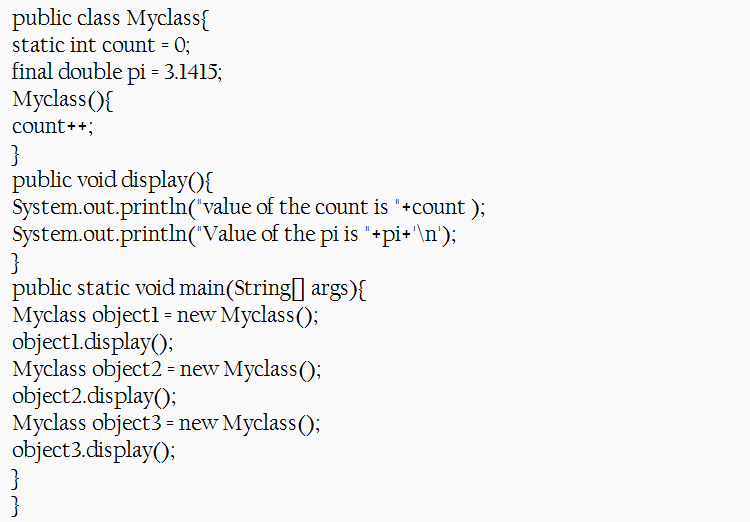 public class Myclass{
static int count = 0;
final double pi = 3.1415;
Myclass(){
count++;
}
public void display(){
System.out.println("value of the count is "+count );
System.out.println("Value of the pi is "+pi+'\n');
}
public static void main(String[] args){
Myclass object1 = new Myclass();
object1.display();
Myclass object2 = new Myclass();
object2.display();
Myclass object3 = new Myclass();
object3.display();
}
}